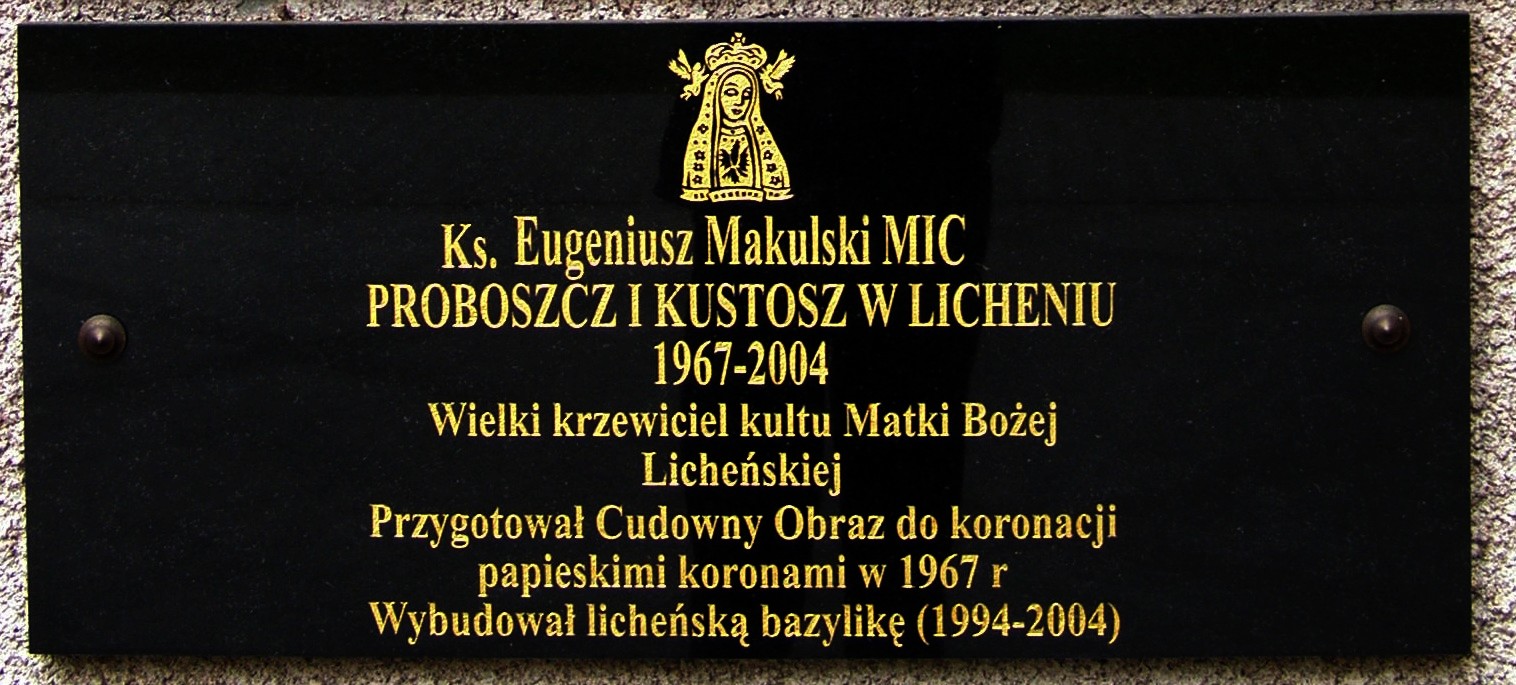 Ks. Eugeniusz Makulski MIC
PROBOSZCZ I KUSTOSZ W LICHENIU
1967-2004
Wielki krzewiciel kultu Matki Bożej
Licheńskiej
Przygotował Cudowny Obraz do koronacji
papieskimi koronami w 1967 r
Wybudował licheńską bazylikę (1994-2004)